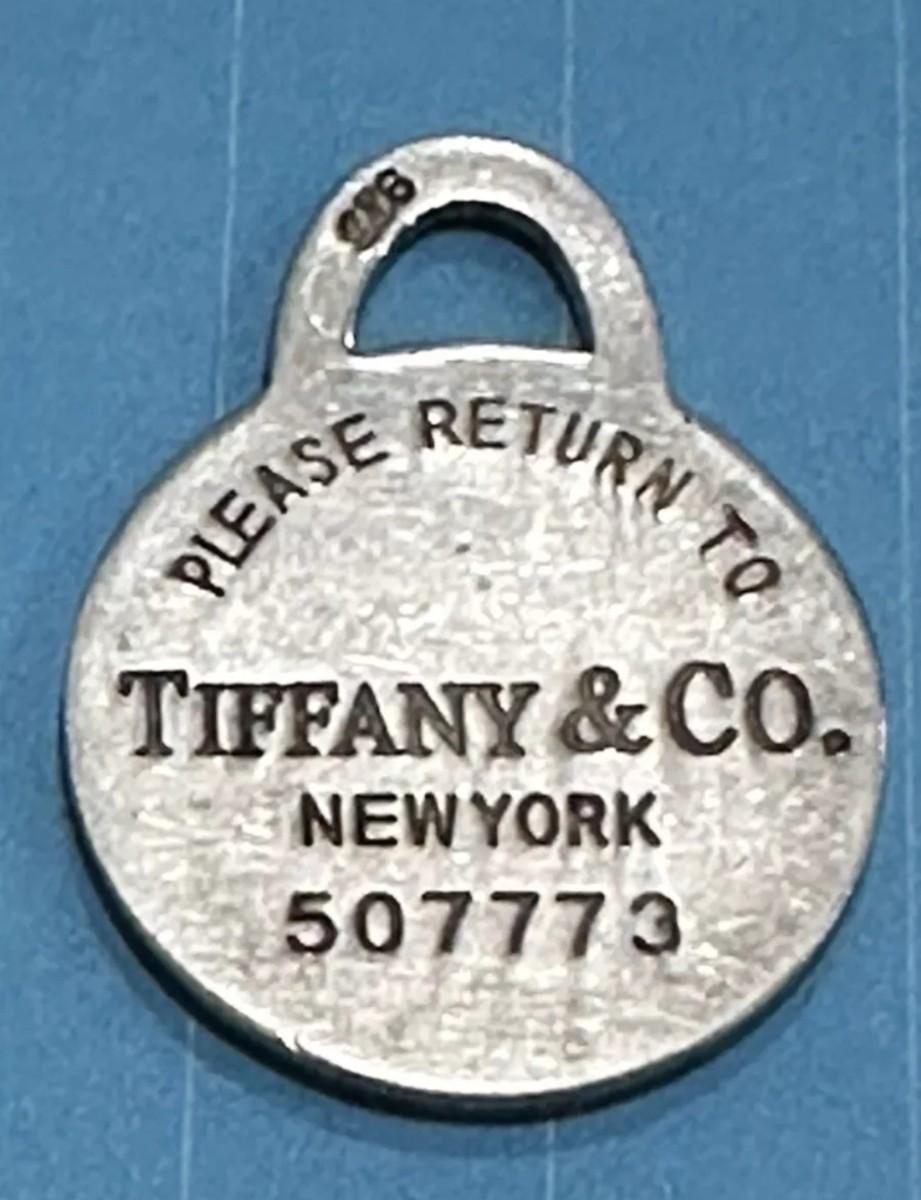 PLEASE RETURN TO
TIFFANY & CO.
NEW YORK
507773